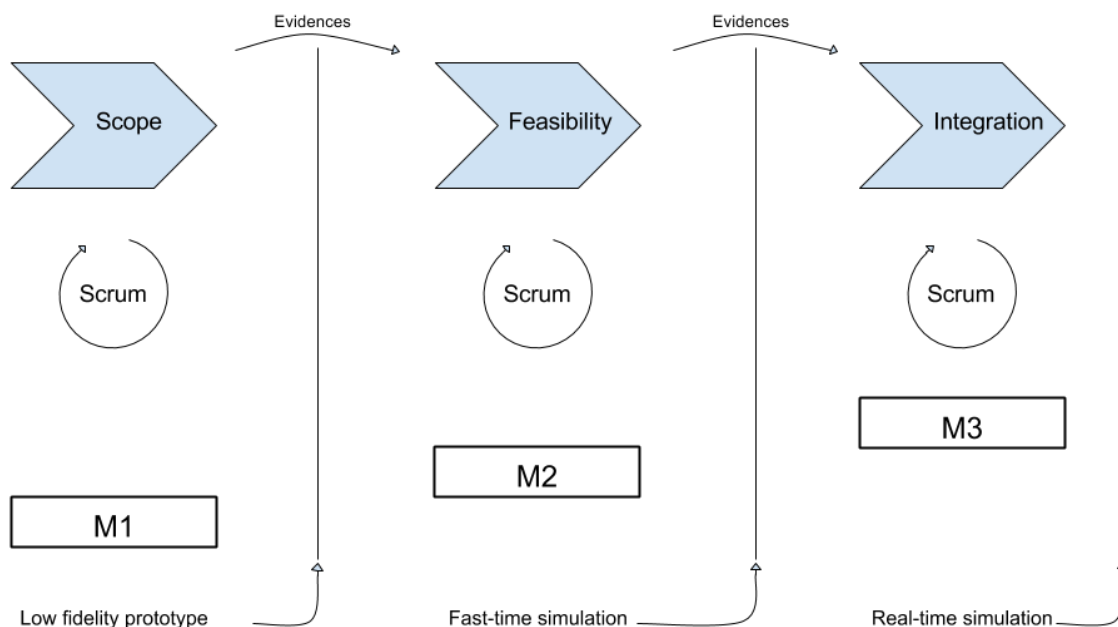 Evidences
Evidences
Scope
Feasibility
Integration
Scrum
Scrum
Scrum
M3
M2
M1
Low fidelity prototype
Fast-time simulation
Real-time simulation